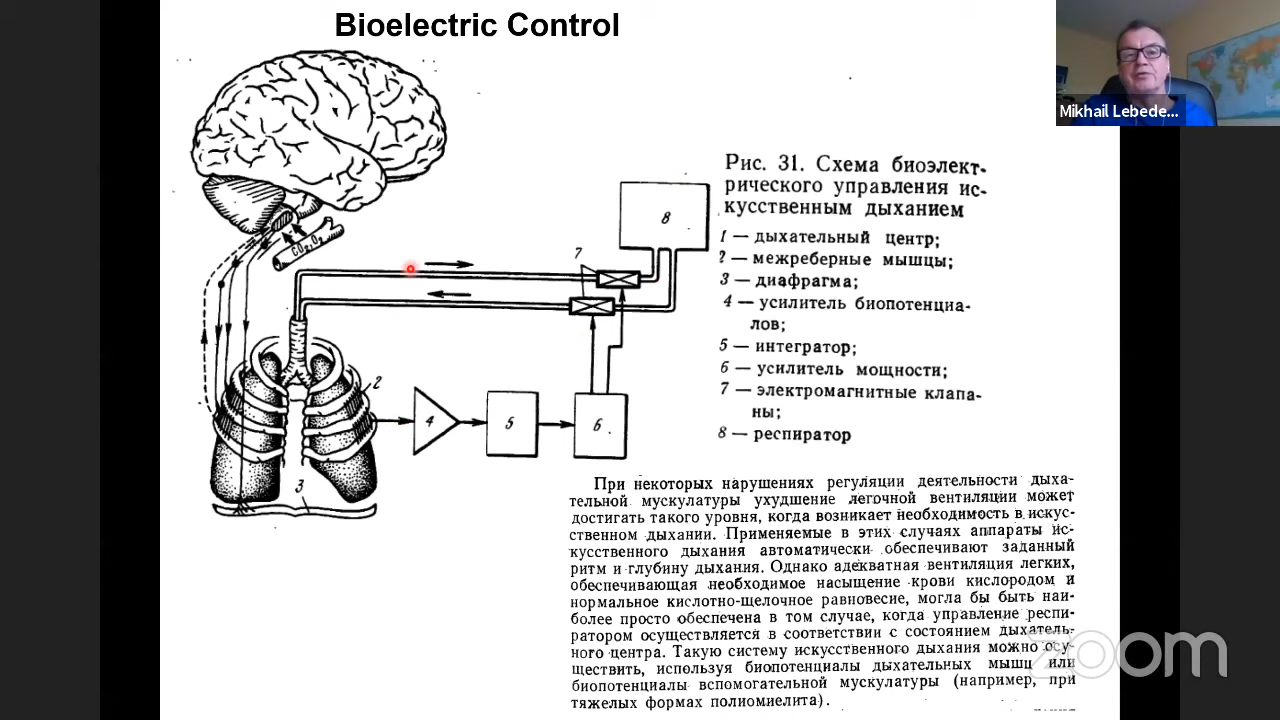 Bioelectric Control
Mikhail Lebede...
CO₂, O₂
8
7
2
4
5
6
3
Рис. 31. Схема биоэлект-
рического управления ис-
кусственным дыханием
1 — дыхательный центр;
2 — межреберные мышцы;
3 — диафрагма;
4 — усилитель биопотенциа-
лов;
5 — интегратор;
6 — усилитель мощности;
7 — электромагнитные клапа-
ны;
8 — респиратор
При некоторых нарушениях регуляции деятельности дыха-
тельной мускулатуры ухудшение легочной вентиляции может
достигать такого уровня, когда возникает необходимость в искус-
ственном дыхании. Применяемые в этих случаях аппараты ис-
кусственного дыхания автоматически обеспечивают заданный
ритм и глубину дыхания. Однако адекватная вентиляция легких,
обеспечивающая необходимое насыщение крови кислородом и
нормальное кислотно-щелочное равновесие, могла бы быть наи-
более просто обеспечена в том случае, когда управление респи-
ратором осуществляется в соответствии с состоянием дыхатель-
ного центра. Такую систему искусственного дыхания можно осу-
ществить, используя биопотенциалы дыхательных мышц или
биопотенциалы вспомогательной мускулатуры (например, при
тяжелых формах полиомиелита).
zoom